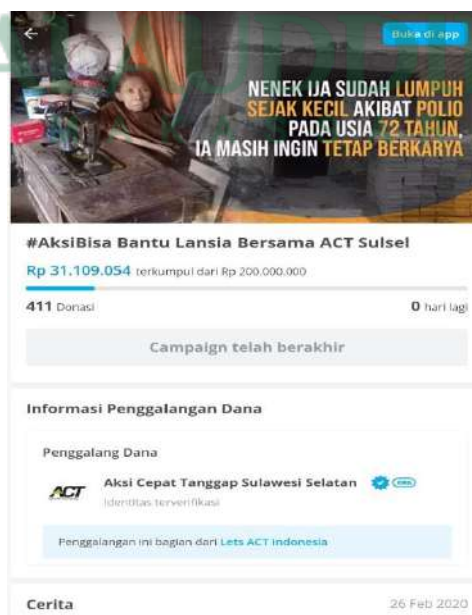 Buka di app
NENEK IJA SUDAH LUMPUH
SEJAK KECIL AKIBAT POLIO
PADA USIA 72 TAHUN,
IA MASIH INGIN TETAP BERKARYA
#AksiBisa Bantu Lansia Bersama ACT Sulsel
Rp 31.109.054 terkumpul dari Rp 200.000.000
411 Donasi
0 hari lagi
Campaign telah berakhir
Informasi Penggalangan Dana
Penggalang Dana
ACT
Aksi Cepat Tanggap Sulawesi Selatan
Identitas terverifikasi
Penggalangan ini bagian dari Lets ACT Indonesia
Cerita
26 Feb 2020